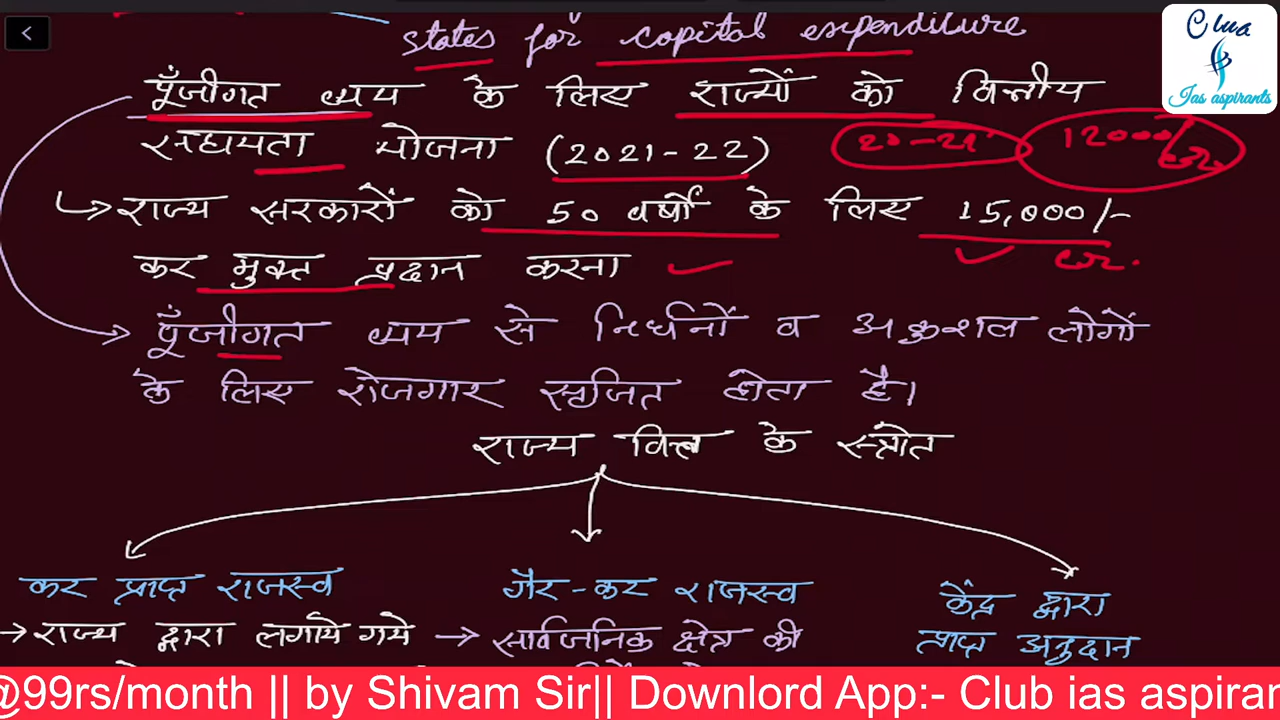 states for capital expenditure
पूँजीगत व्यय के लिए राज्यों को वित्तीय
सहायता योजना (2021-22) 20-21 12000/ cr.
↳ राज्य सरकारों को 50 वर्षों के लिए 15,000/-
कर मुक्त प्रदान करना ✓ ✓ cr.
→ पूँजीगत व्यय से निर्धनों व अकुशल लोगों
के लिए रोजगार सृजित होता है।
राज्य वित्त के स्त्रोत
कर प्राप्त राजस्व
गैर-कर राजस्व
केंद्र द्वारा
प्राप्त अनुदान
→ राज्य द्वारा लगाये गये
→ सार्वजनिक क्षेत्र की
Clua
Ias aspirants
@99rs/month || by Shivam Sir|| Downlord App:- Club ias aspiran